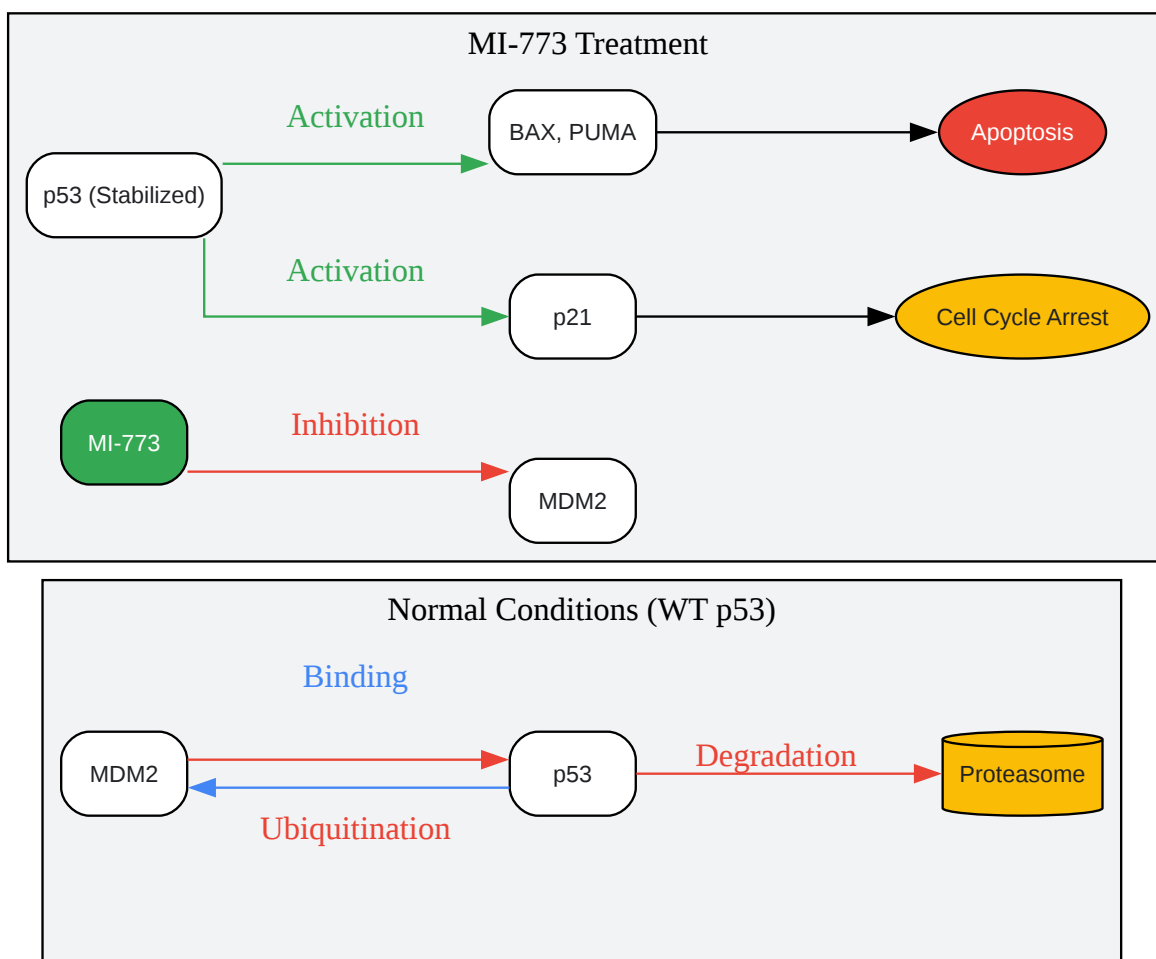 MI-773 Treatment
Activation
BAX, PUMA
Apoptosis
p53 (Stabilized)
Activation
p21
Cell Cycle Arrest
Inhibition
MI-773
MDM2
Normal Conditions (WT p53)
Binding
MDM2
p53
Degradation
Proteasome
Ubiquitination